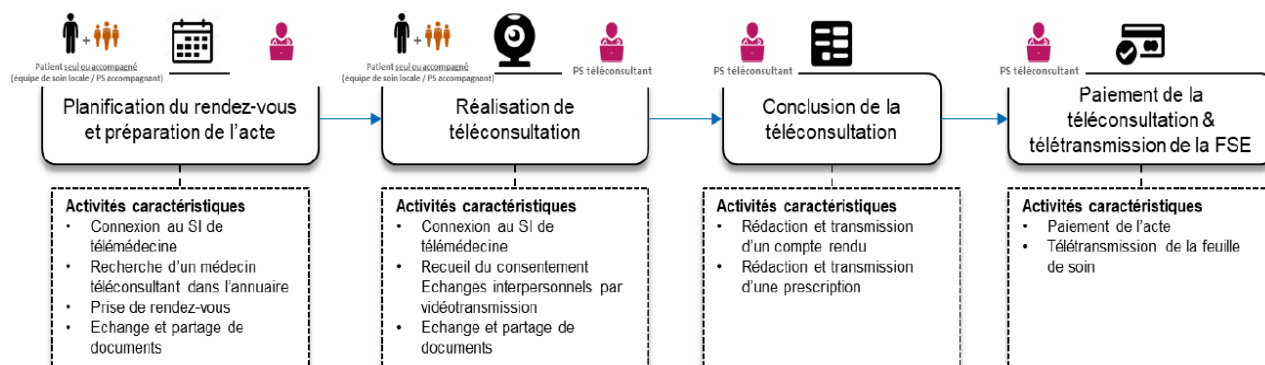 +
Patient seul ou accompagné
(équipe de soin locale / PS accompagnant)
Planification du rendez-vous
et préparation de l'acte
Activités caractéristiques
• Connexion au SI de
télémédecine
• Recherche d'un médecin
téléconsultant dans l'annuaire
• Prise de rendez-vous
• Echange et partage de
documents
+
Patient seul ou accompagné
(équipe de soin locale / PS accompagnant)
PS téléconsultant
Réalisation de
téléconsultation
Activités caractéristiques
• Connexion au SI de
télémédecine
• Recueil du consentement
Echanges interpersonnels par
vidéotransmission
• Echange et partage de
documents
PS téléconsultant
Conclusion de la
téléconsultation
Activités caractéristiques
• Rédaction et transmission
d'un compte rendu
• Rédaction et transmission
d'une prescription
PS téléconsultant
Paiement de la
téléconsultation &
télétransmission de la FSE
Activités caractéristiques
• Paiement de l'acte
• Télétransmission de la feuille
de soin